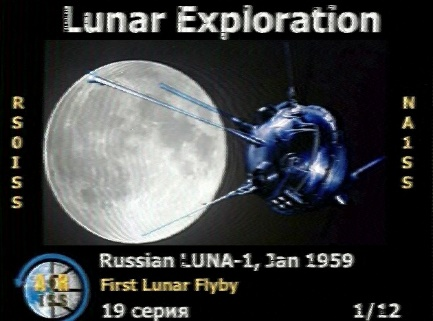 Lunar Exploration
RS0ISS
NA1SS
Russian LUNA-1, Jan 1959
First Lunar Flyby
19 серия
1/12